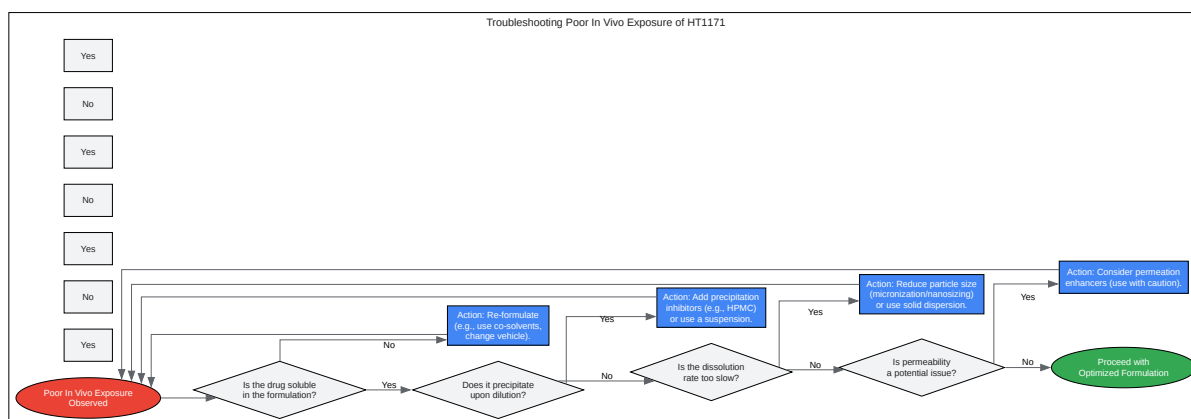 Troubleshooting Poor In Vivo Exposure of HT1171
Yes
No
Yes
No
Yes
No
Yes
Action: Consider permeation
enhancers (use with caution).
Yes
Action: Reduce particle size
(micronization/nanosizing)
or use solid dispersion.
Yes
Action: Add precipitation
inhibitors (e.g., HPMC)
or use a suspension.
Yes
Action: Re-formulate
(e.g., use co-solvents,
change vehicle).
No
Poor In Vivo Exposure
Observed
Is the drug soluble
in the formulation?
Yes
Does it precipitate
upon dilution?
No
Is the dissolution
rate too slow?
No
Is permeability
a potential issue?
No
Proceed with
Optimized Formulation